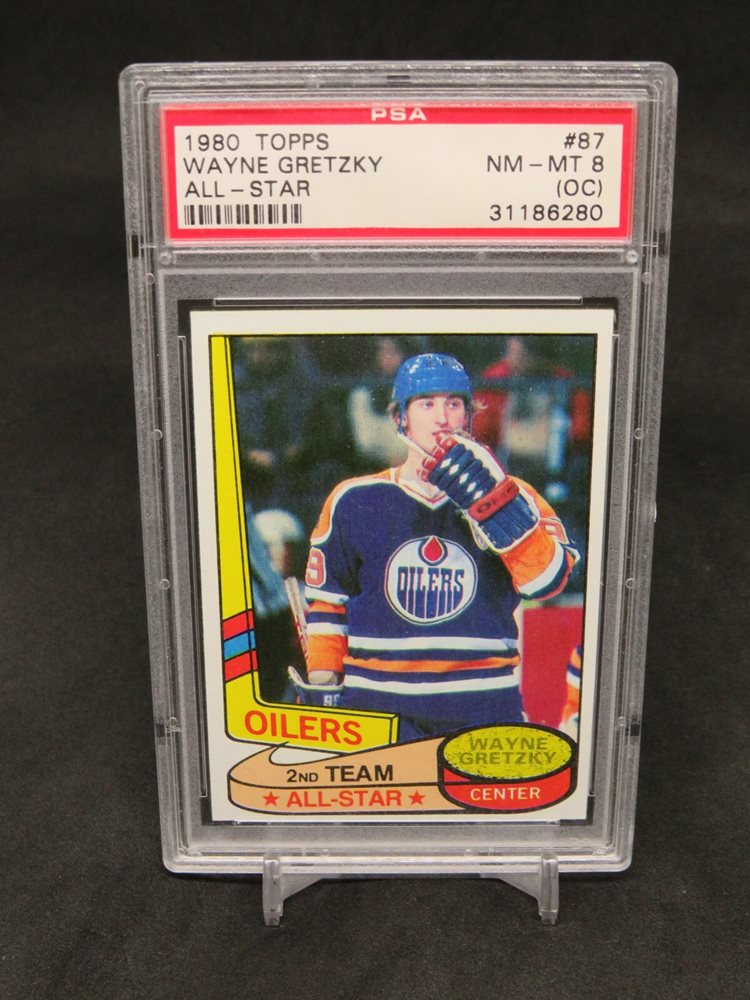 PSA
1980 TOPPS #87
WAYNE GRETZKY NM-MT 8
ALL-STAR (OC)
31186280
9
OILERS
OILERS
WAYNE
GRETZKY
2ND TEAM
CENTER
★ ALL-STAR ★